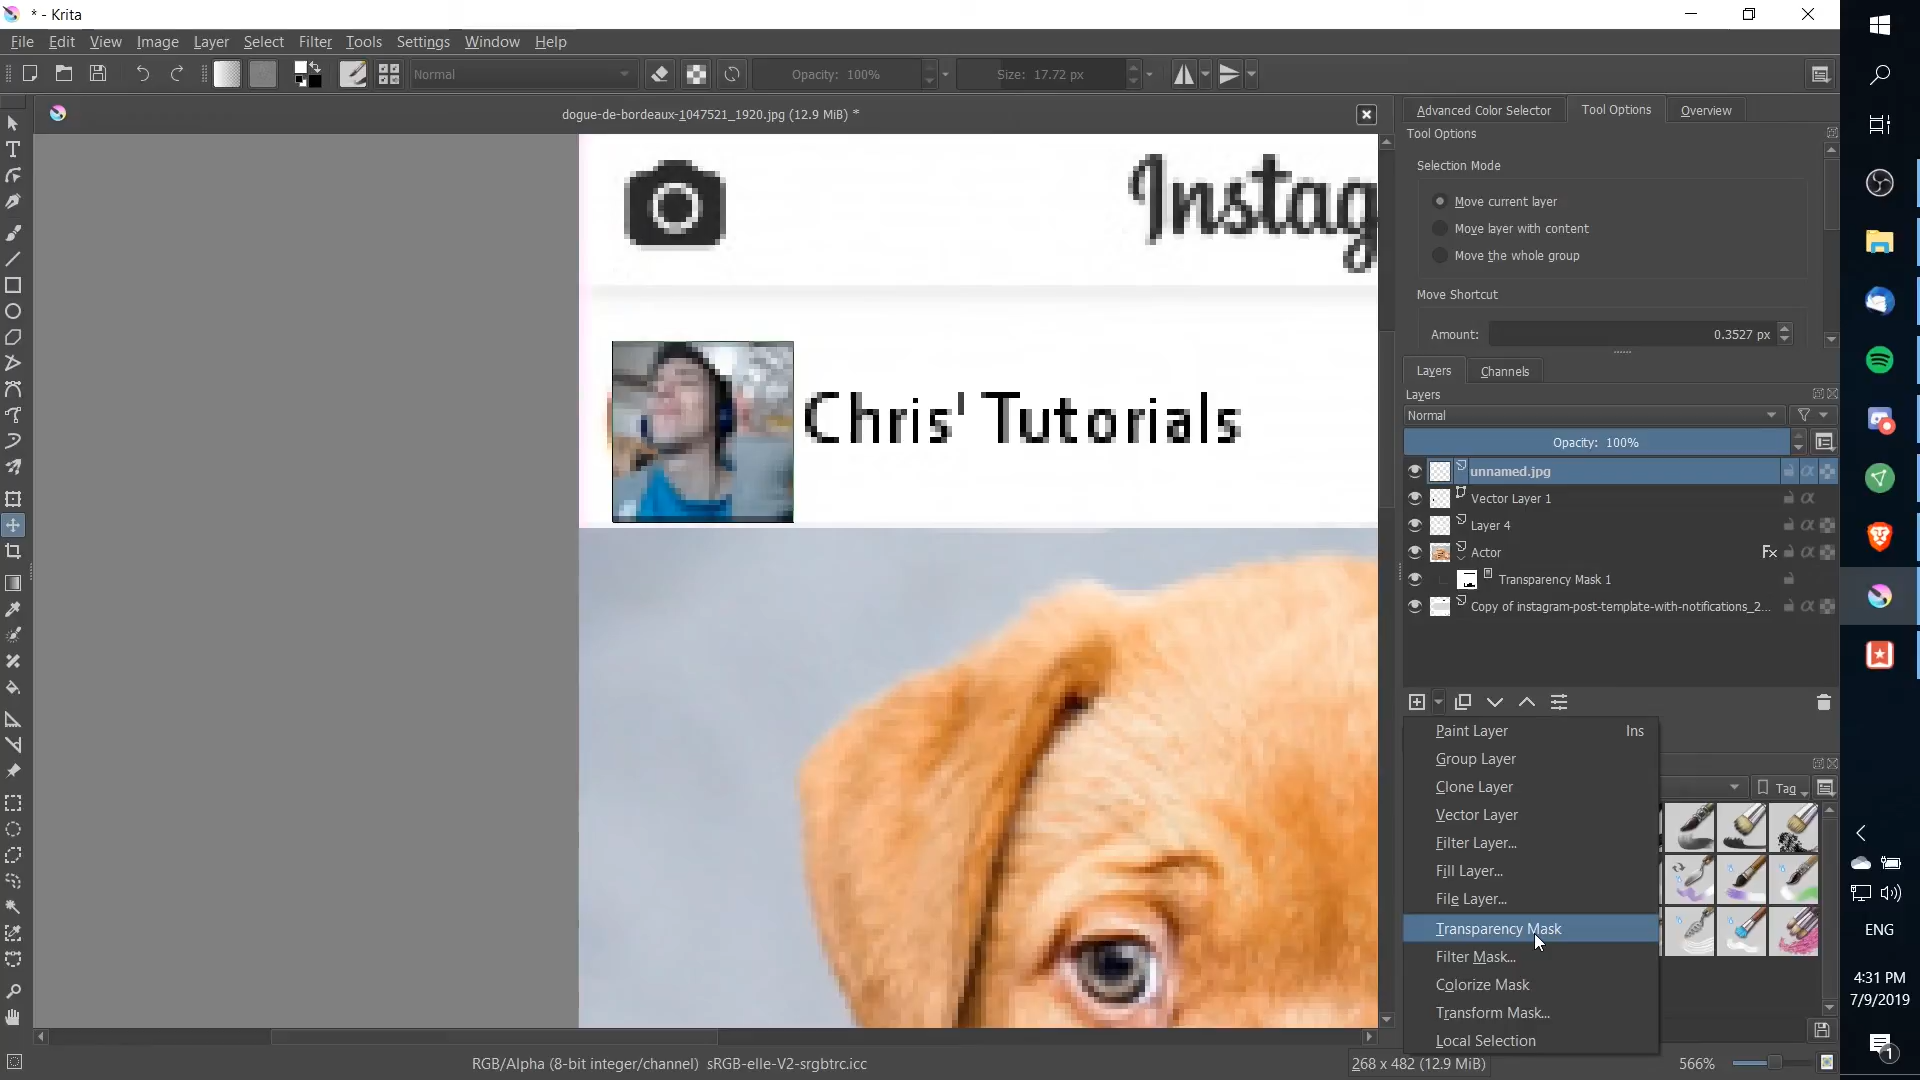 * - Krita
File Edit View Image Layer Select Filter Tools Settings Window Help
Normal
Opacity: 100%
Size: 17.72 px
dogue-de-bordeaux-1047521_1920.jpg (12.9 MiB) *
Instag
Chris' Tutorials
Advanced Color Selector
Tool Options
Overview
Tool Options
Selection Mode
Move current layer
Move layer with content
Move the whole group
Move Shortcut
Amount: 0.3527 px
Layers
Channels
Layers
Normal
Opacity: 100%
unnamed.jpg
Vector Layer 1
Layer 4
Actor
Fx
Transparency Mask 1
Copy of instagram-post-template-with-notifications_2...
Paint Layer Ins
Group Layer
Clone Layer
Vector Layer
Filter Layer...
Fill Layer...
File Layer...
Transparency Mask
Filter Mask...
Colorize Mask
Transform Mask...
Local Selection
Tag
RGB/Alpha (8-bit integer/channel) sRGB-elle-V2-srgbtrc.icc
268 x 482 (12.9 MiB)
566%
ENG
4:31 PM
7/9/2019
1